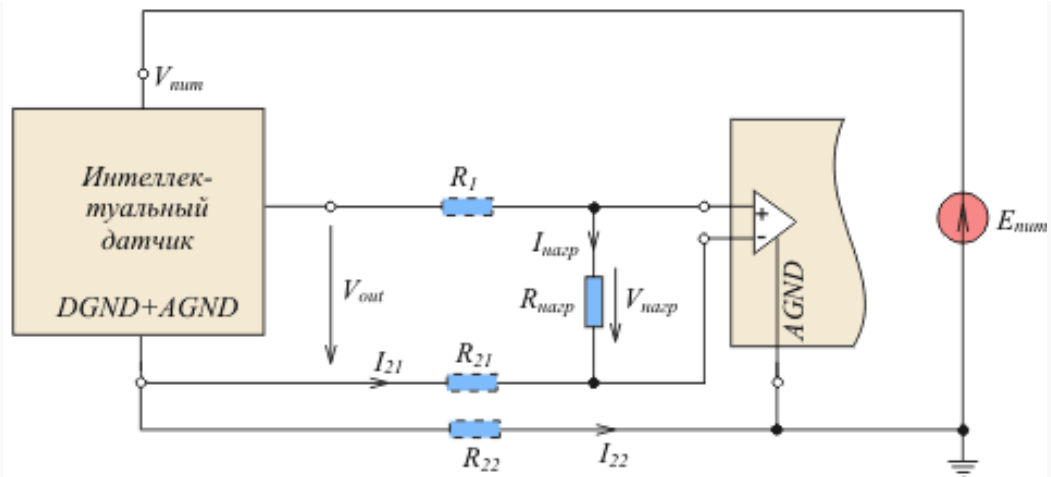 Vпит
Интеллек-
туальный
датчик
DGND+AGND
R1
Iнагр
Rнагр
Vнагр
Vout
I21
R21
R22
I22
+
-
AGND
Eпит